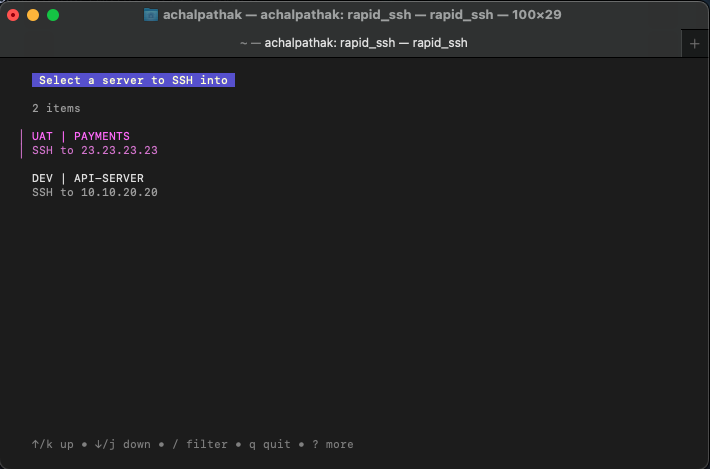 achalpathak — achalpathak: rapid_ssh — rapid_ssh — 100×29
~ — achalpathak: rapid_ssh — rapid_ssh
+
Select a server to SSH into
2 items
UAT | PAYMENTS
SSH to 23.23.23.23
DEV | API-SERVER
SSH to 10.10.20.20
↑/k up • ↓/j down • / filter • q quit • ? more